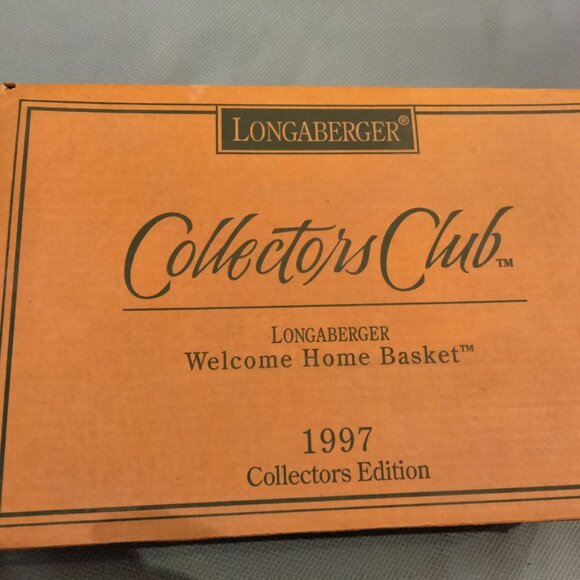 LONGABERGER®
Collectors Club™
LONGABERGER
Welcome Home Basket™
1997
Collectors Edition